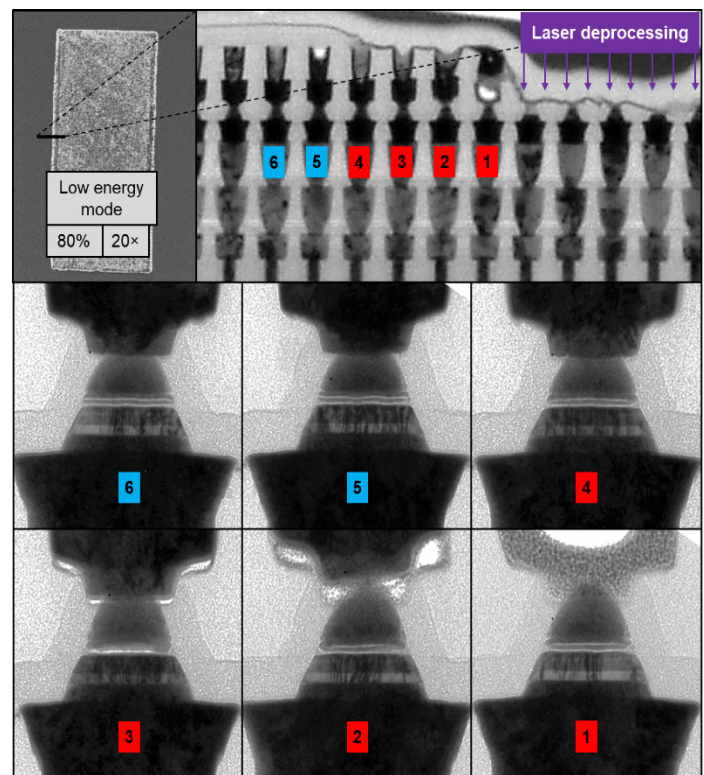 Laser deprocessing
Low energy
mode
80% 20×
6 5 4 3 2 1
6 5 4
3 2 1